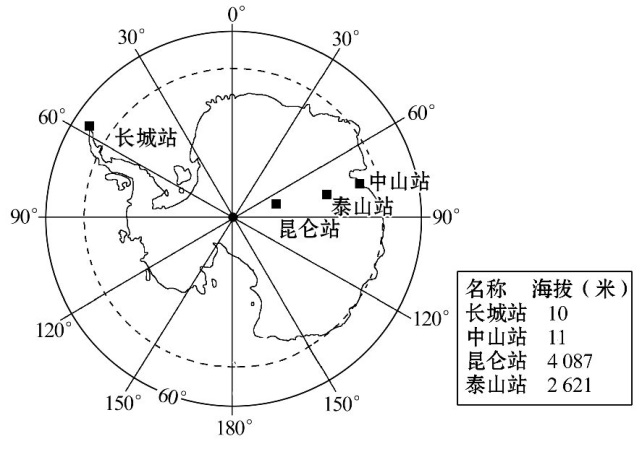 0°
30°
30°
60°
60°
长城站
中山站
泰山站
90°
90°
昆仑站
名称 海拔(米)
长城站 10
中山站 11
昆仑站 4 087
泰山站 2 621
120°
120°
150°
60°
150°
180°